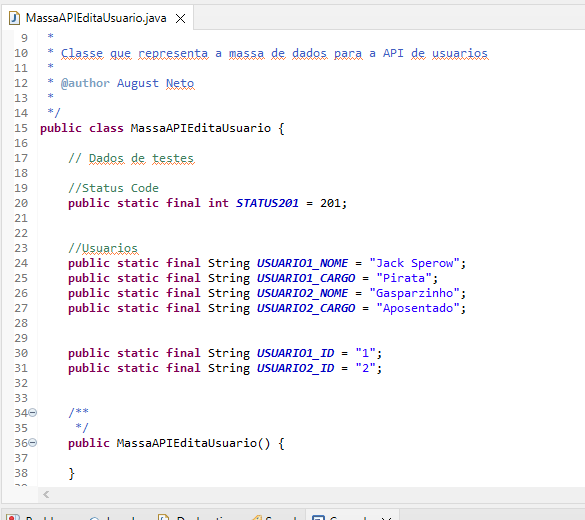 MassaAPIEditaUsuario.java
9 *
10 * Classe que representa a massa de dados para a API de usuarios
11 *
12 * @author August Neto
13 *
14 */
15 public class MassaAPIEditaUsuario {
16
17 // Dados de testes
18
19 //Status Code
20 public static final int STATUS201 = 201;
21
22
23 //Usuarios
24 public static final String USUARIO1_NOME = "Jack Sperow";
25 public static final String USUARIO1_CARGO = "Pirata";
26 public static final String USUARIO2_NOME = "Gasparzinho";
27 public static final String USUARIO2_CARGO = "Aposentado";
28
29
30 public static final String USUARIO1_ID = "1";
31 public static final String USUARIO2_ID = "2";
32
33
34 /**
35 */
36 public MassaAPIEditaUsuario() {
37
38 }